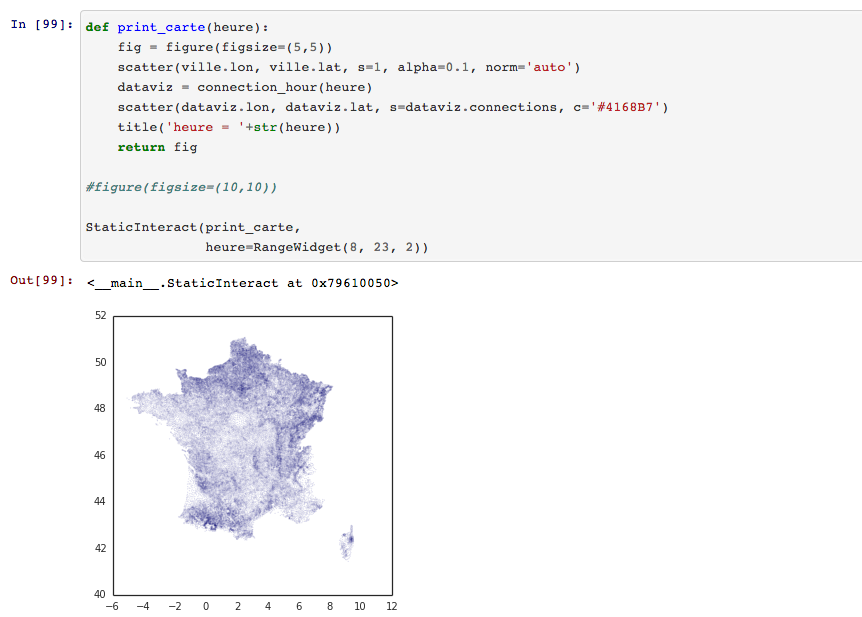 In [99]: def print_carte(heure):
fig = figure(figsize=(5,5))
scatter(ville.lon, ville.lat, s=1, alpha=0.1, norm='auto')
dataviz = connection_hour(heure)
scatter(dataviz.lon, dataviz.lat, s=dataviz.connections, c='#4168B7')
title('heure = '+str(heure))
return fig
#figure(figsize=(10,10))
StaticInteract(print_carte,
heure=RangeWidget(8, 23, 2))
Out[99]: <__main__.StaticInteract at 0x79610050>
52
50
48
46
44
42
40
−6 −4 −2 0 2 4 6 8 10 12